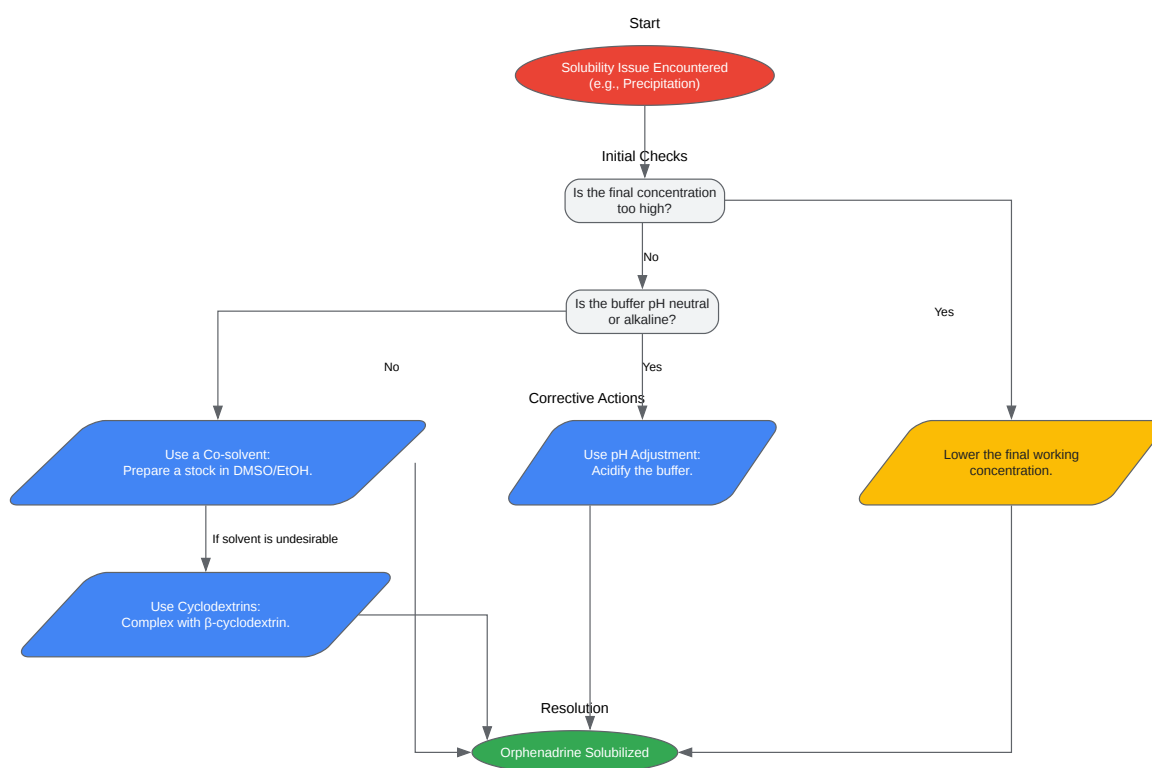 Start
Solubility Issue Encountered
(e.g., Precipitation)
Initial Checks
Is the final concentration
too high?
No
Is the buffer pH neutral
or alkaline?
Yes
No
Yes
Corrective Actions
Use a Co-solvent:
Prepare a stock in DMSO/EtOH.
Use pH Adjustment:
Acidify the buffer.
Lower the final working
concentration.
If solvent is undesirable
Use Cyclodextrins:
Complex with β-cyclodextrin.
Resolution
Orphenadrine Solubilized